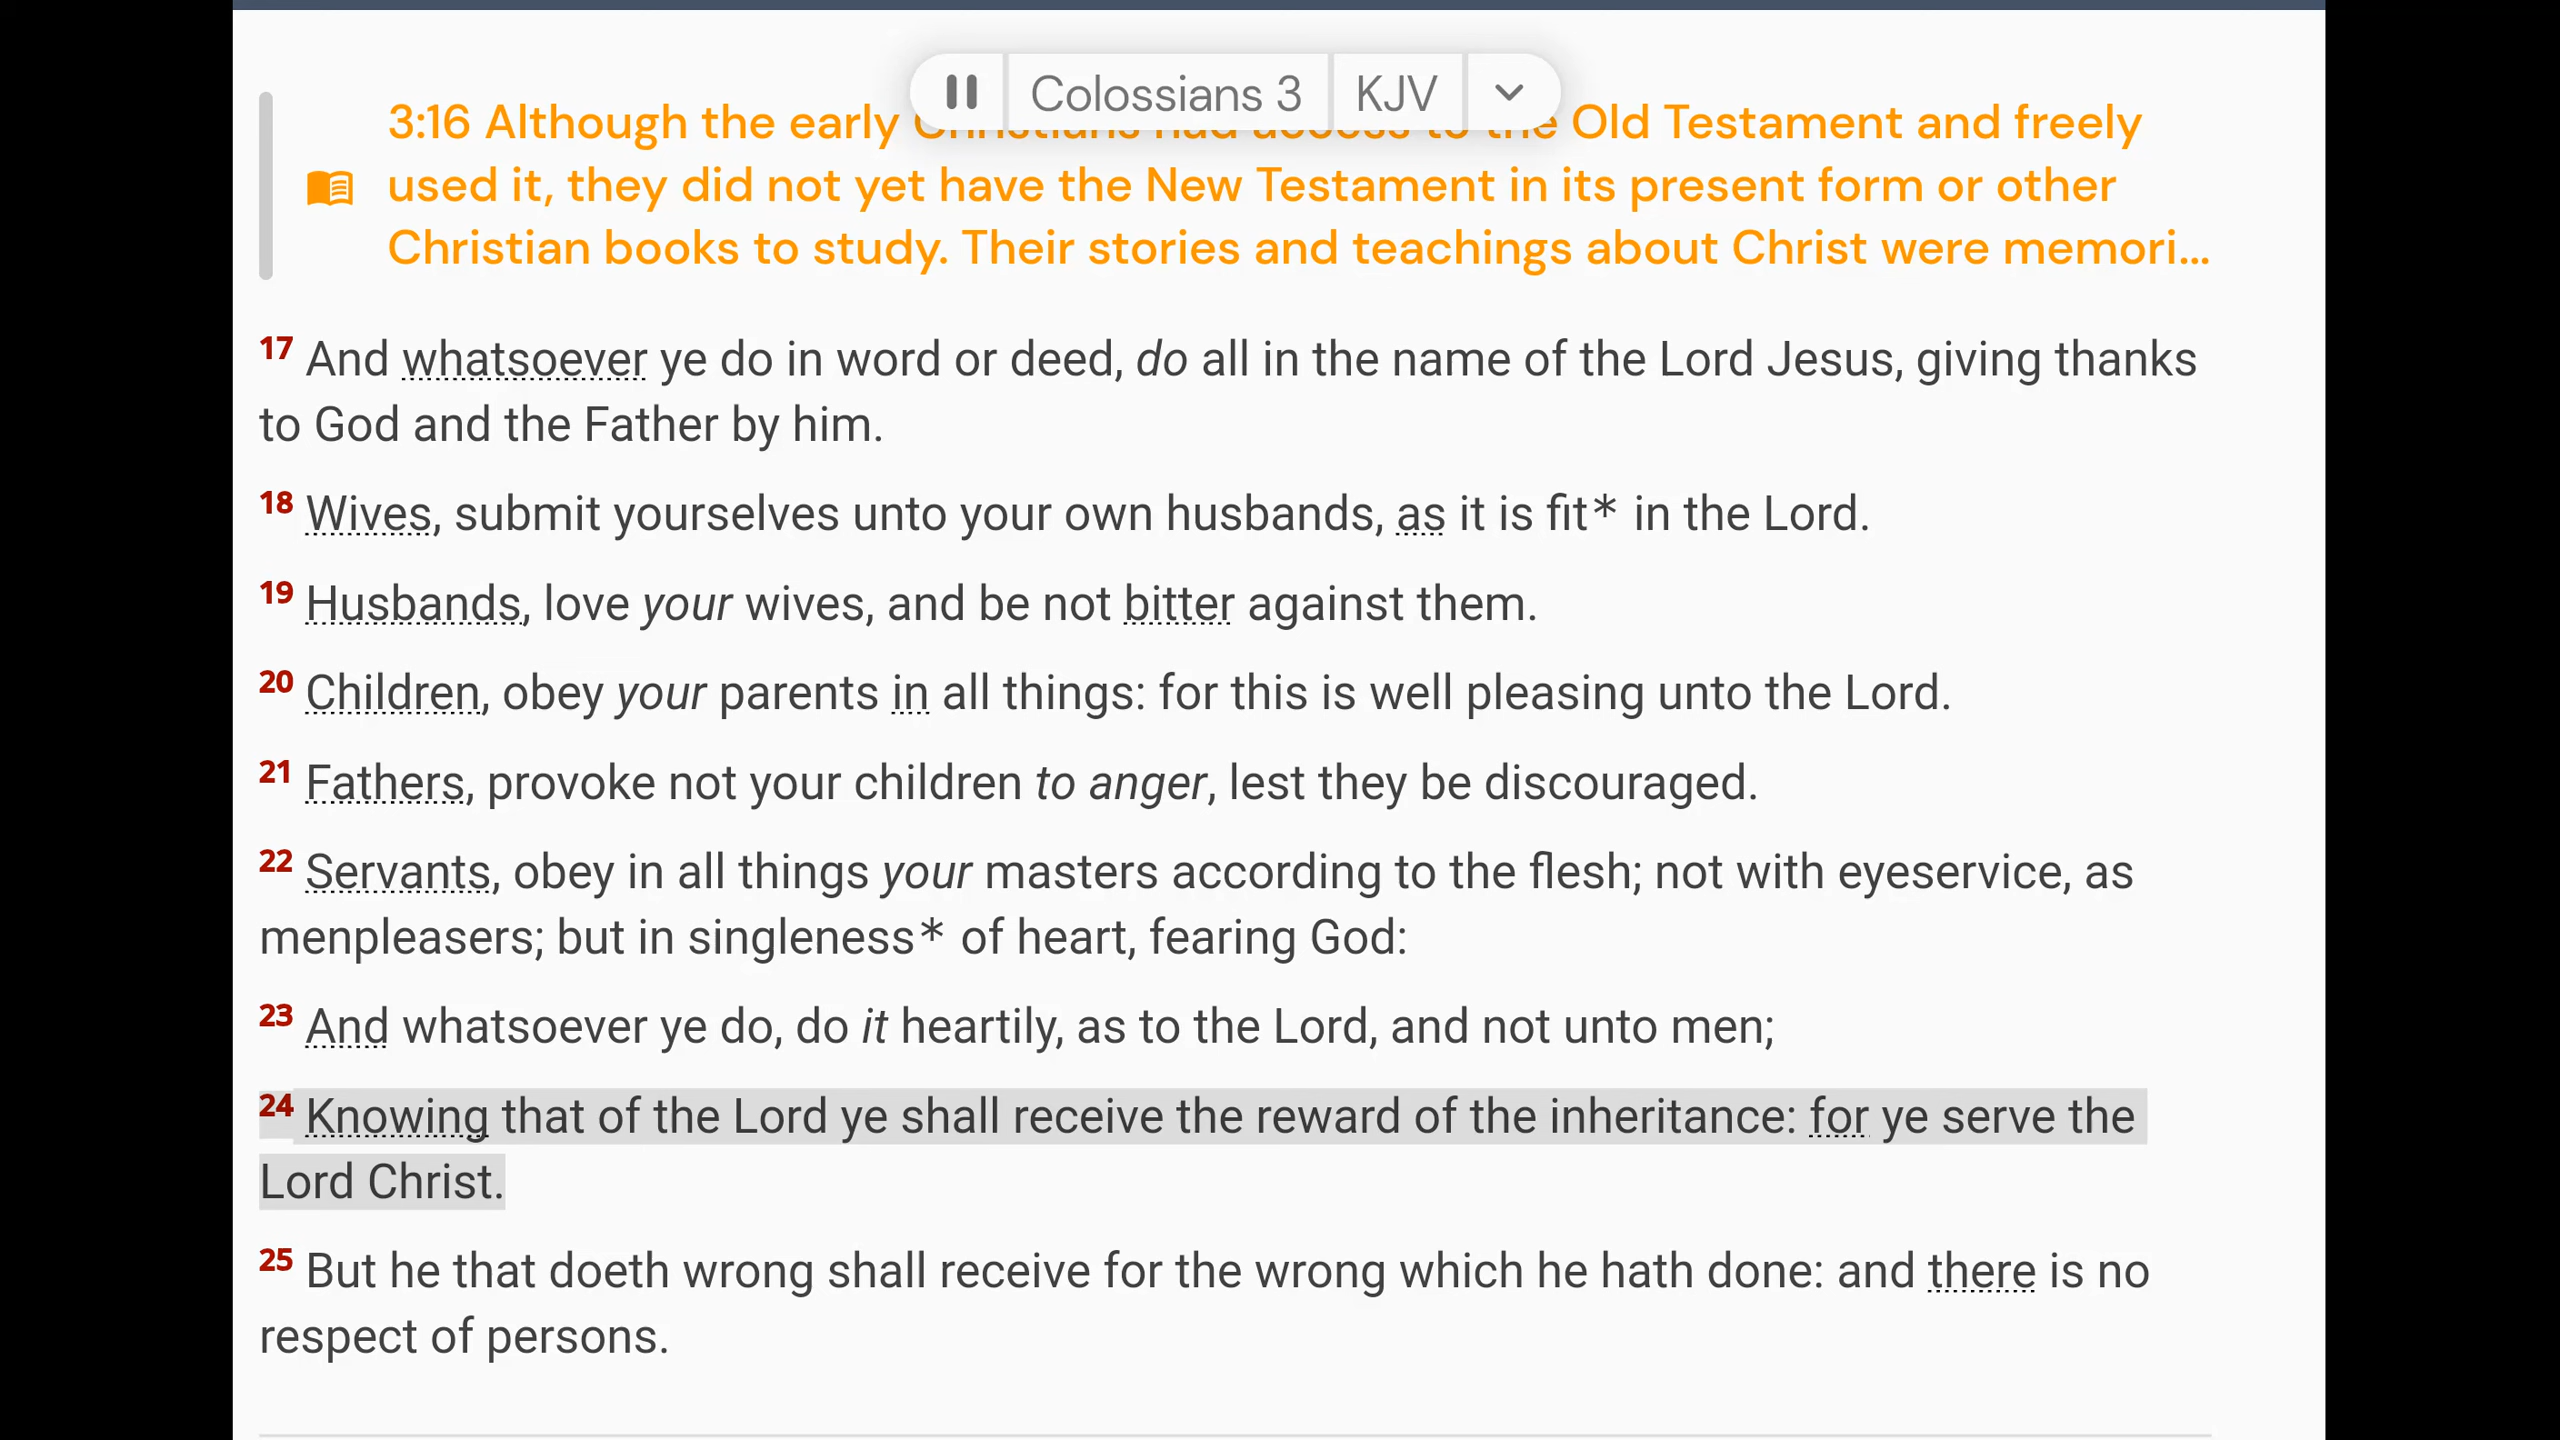 Colossians 3 KJV
3:16 Although the early Christians had access to the Old Testament and freely
used it, they did not yet have the New Testament in its present form or other
Christian books to study. Their stories and teachings about Christ were memori...
17 And whatsoever ye do in word or deed, do all in the name of the Lord Jesus, giving thanks
to God and the Father by him.
18 Wives, submit yourselves unto your own husbands, as it is fit* in the Lord.
19 Husbands, love your wives, and be not bitter against them.
20 Children, obey your parents in all things: for this is well pleasing unto the Lord.
21 Fathers, provoke not your children to anger, lest they be discouraged.
22 Servants, obey in all things your masters according to the flesh; not with eyeservice, as
menpleasers; but in singleness* of heart, fearing God:
23 And whatsoever ye do, do it heartily, as to the Lord, and not unto men;
24 Knowing that of the Lord ye shall receive the reward of the inheritance: for ye serve the
Lord Christ.
25 But he that doeth wrong shall receive for the wrong which he hath done: and there is no
respect of persons.